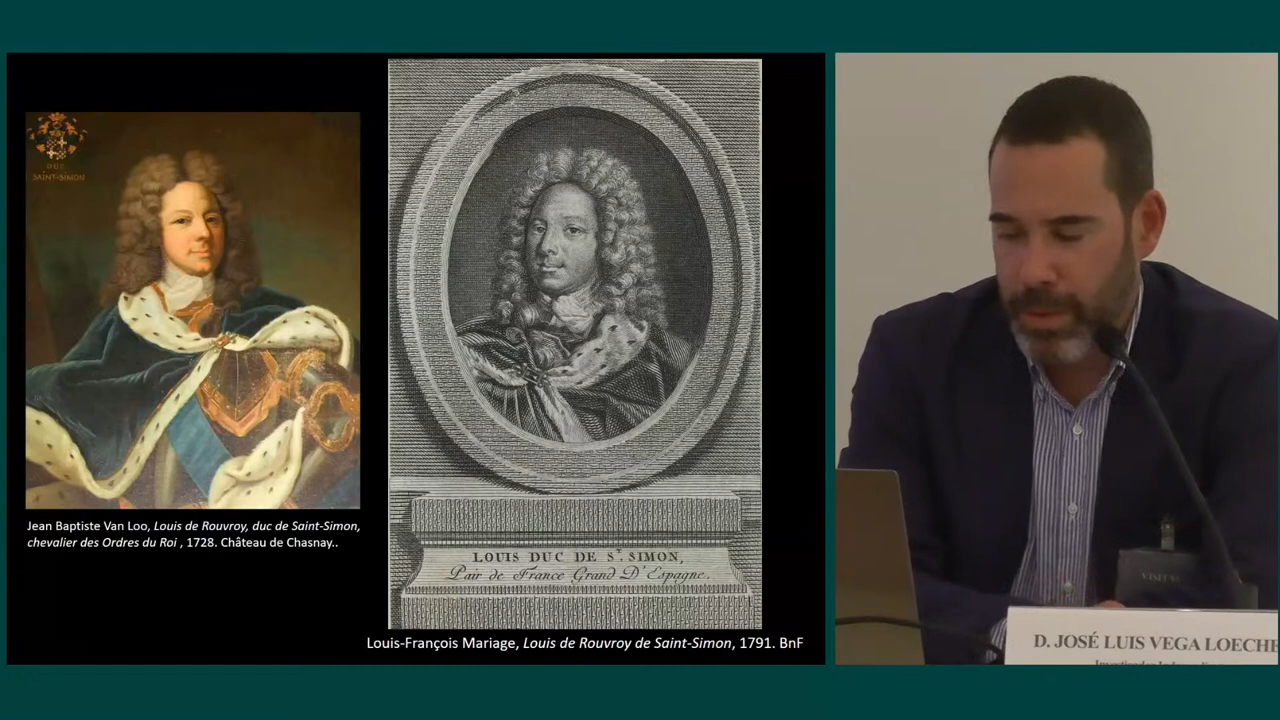 DUC
SAINT-SIMON
Jean Baptiste Van Loo, Louis de Rouvroy, duc de Saint-Simon,
chevalier des Ordres du Roi , 1728. Château de Chasnay..
LOUIS DUC DE S.T SIMON,
Pair de France Grand D'Espagne.
Louis-François Mariage, Louis de Rouvroy de Saint-Simon, 1791. BnF
D. JOSÉ LUIS VEGA LOECHE